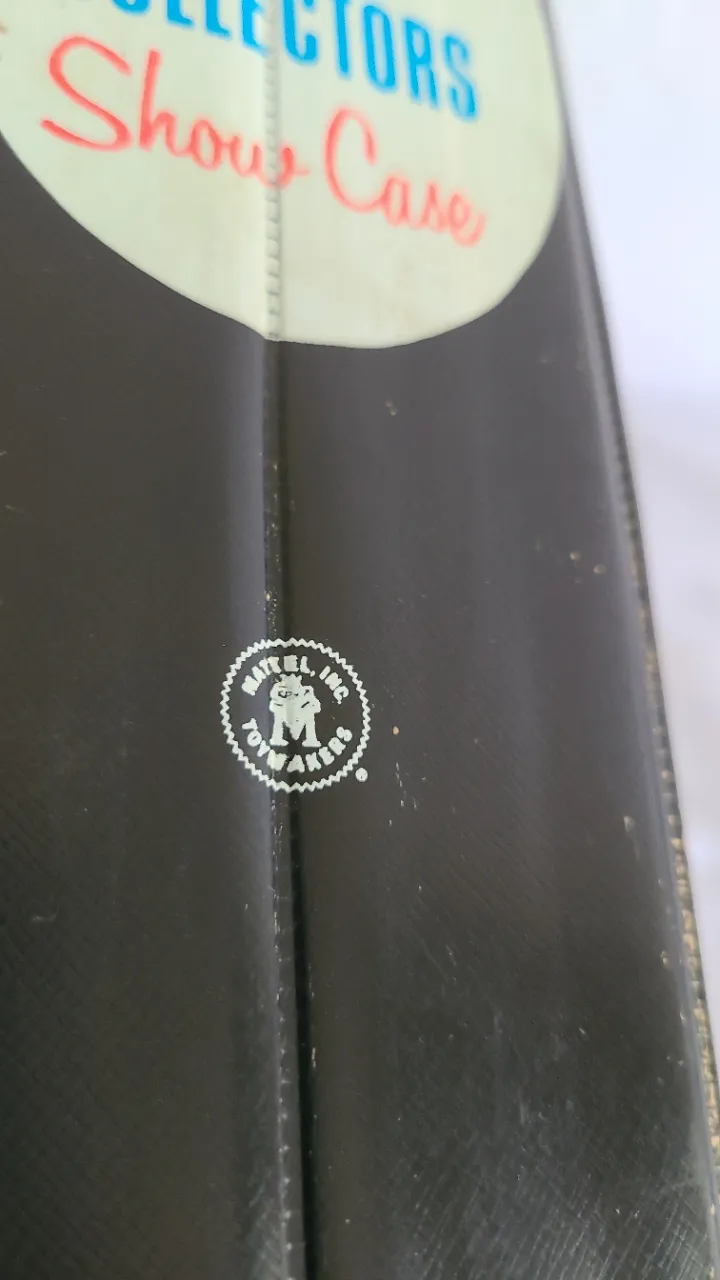 COLLECTORS
Show Case
MATTEL, INC.
M
TOYMAKERS
®